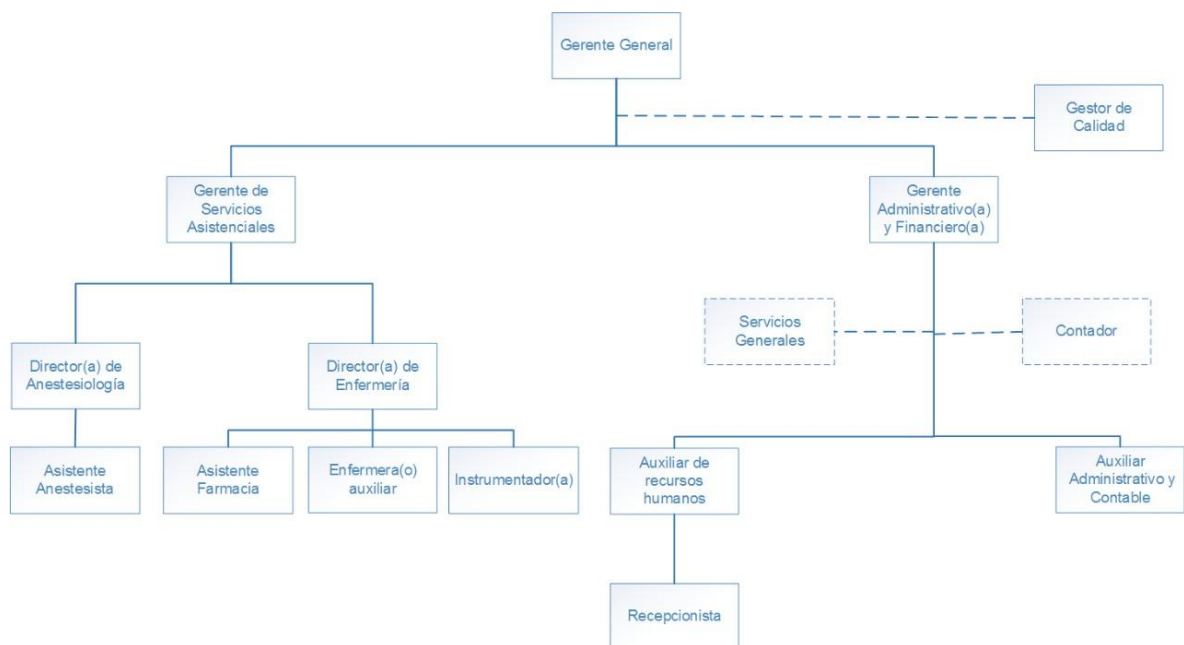 Gerente General
Gestor de
Calidad
Gerente de
Servicios
Asistenciales
Gerente
Administrativo(a)
y Financiero(a)
Servicios
Generales
Contador
Director(a) de
Anestesiología
Director(a) de
Enfermería
Asistente
Anestesista
Asistente
Farmacia
Enfermera(o)
auxiliar
Instrumentador(a)
Auxiliar de
recursos
humanos
Auxiliar
Administrativo y
Contable
Recepcionista